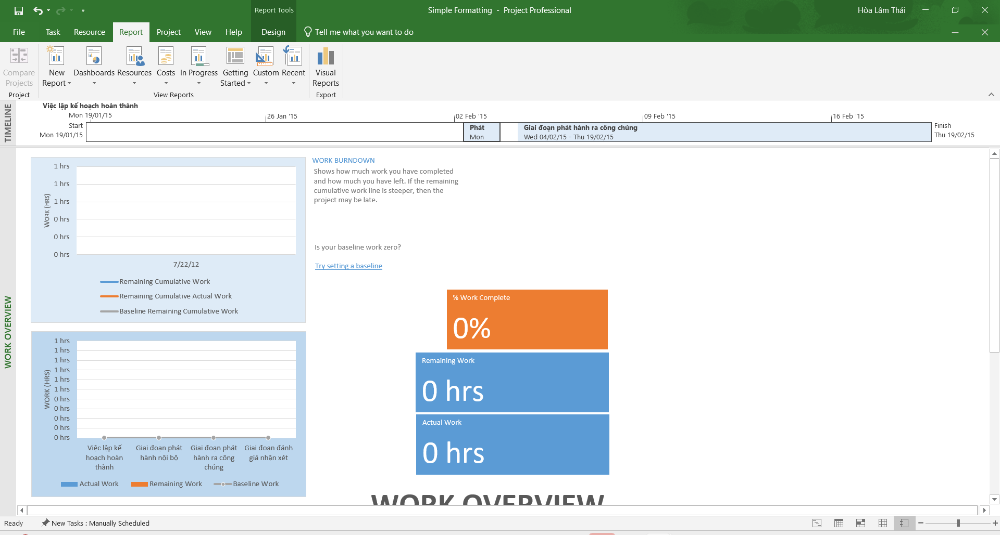 Report Tools
Simple Formatting - Project Professional
Hòa Lâm Thái
File Task Resource Report Project View Help Design Tell me what you want to do
Compare Projects
New Report
Dashboards
Resources
Costs
In Progress
Getting Started
Custom
Recent
Visual Reports
Project
View Reports
Export
TIMELINE
Việc lập kế hoạch hoàn thành
Mon 19/01/15
26 Jan '15
02 Feb '15
09 Feb '15
16 Feb '15
Start
Mon 19/01/15
Phát
Mon
Giai đoạn phát hành ra công chúng
Wed 04/02/15 - Thu 19/02/15
Finish
Thu 19/02/15
WORK OVERVIEW
WORK (HRS)
1 hrs
1 hrs
1 hrs
0 hrs
0 hrs
0 hrs
7/22/12
Remaining Cumulative Work
Remaining Cumulative Actual Work
Baseline Remaining Cumulative Work
WORK BURNDOWN
Shows how much work you have completed
and how much you have left. If the remaining
cumulative work line is steeper, then the
project may be late.
Is your baseline work zero?
Try setting a baseline
% Work Complete
0%
Remaining Work
0 hrs
Actual Work
0 hrs
WORK (HRS)
1 hrs
1 hrs
1 hrs
1 hrs
1 hrs
1 hrs
0 hrs
0 hrs
0 hrs
0 hrs
0 hrs
Việc lập kế
hoạch hoàn
thành
Giai đoạn phát
hành nội bộ
Giai đoạn phát
hành ra công
chúng
Giai đoạn đánh
giá nhận xét
Actual Work
Remaining Work
Baseline Work
WORK OVERVIEW
Ready
New Tasks : Manually Scheduled